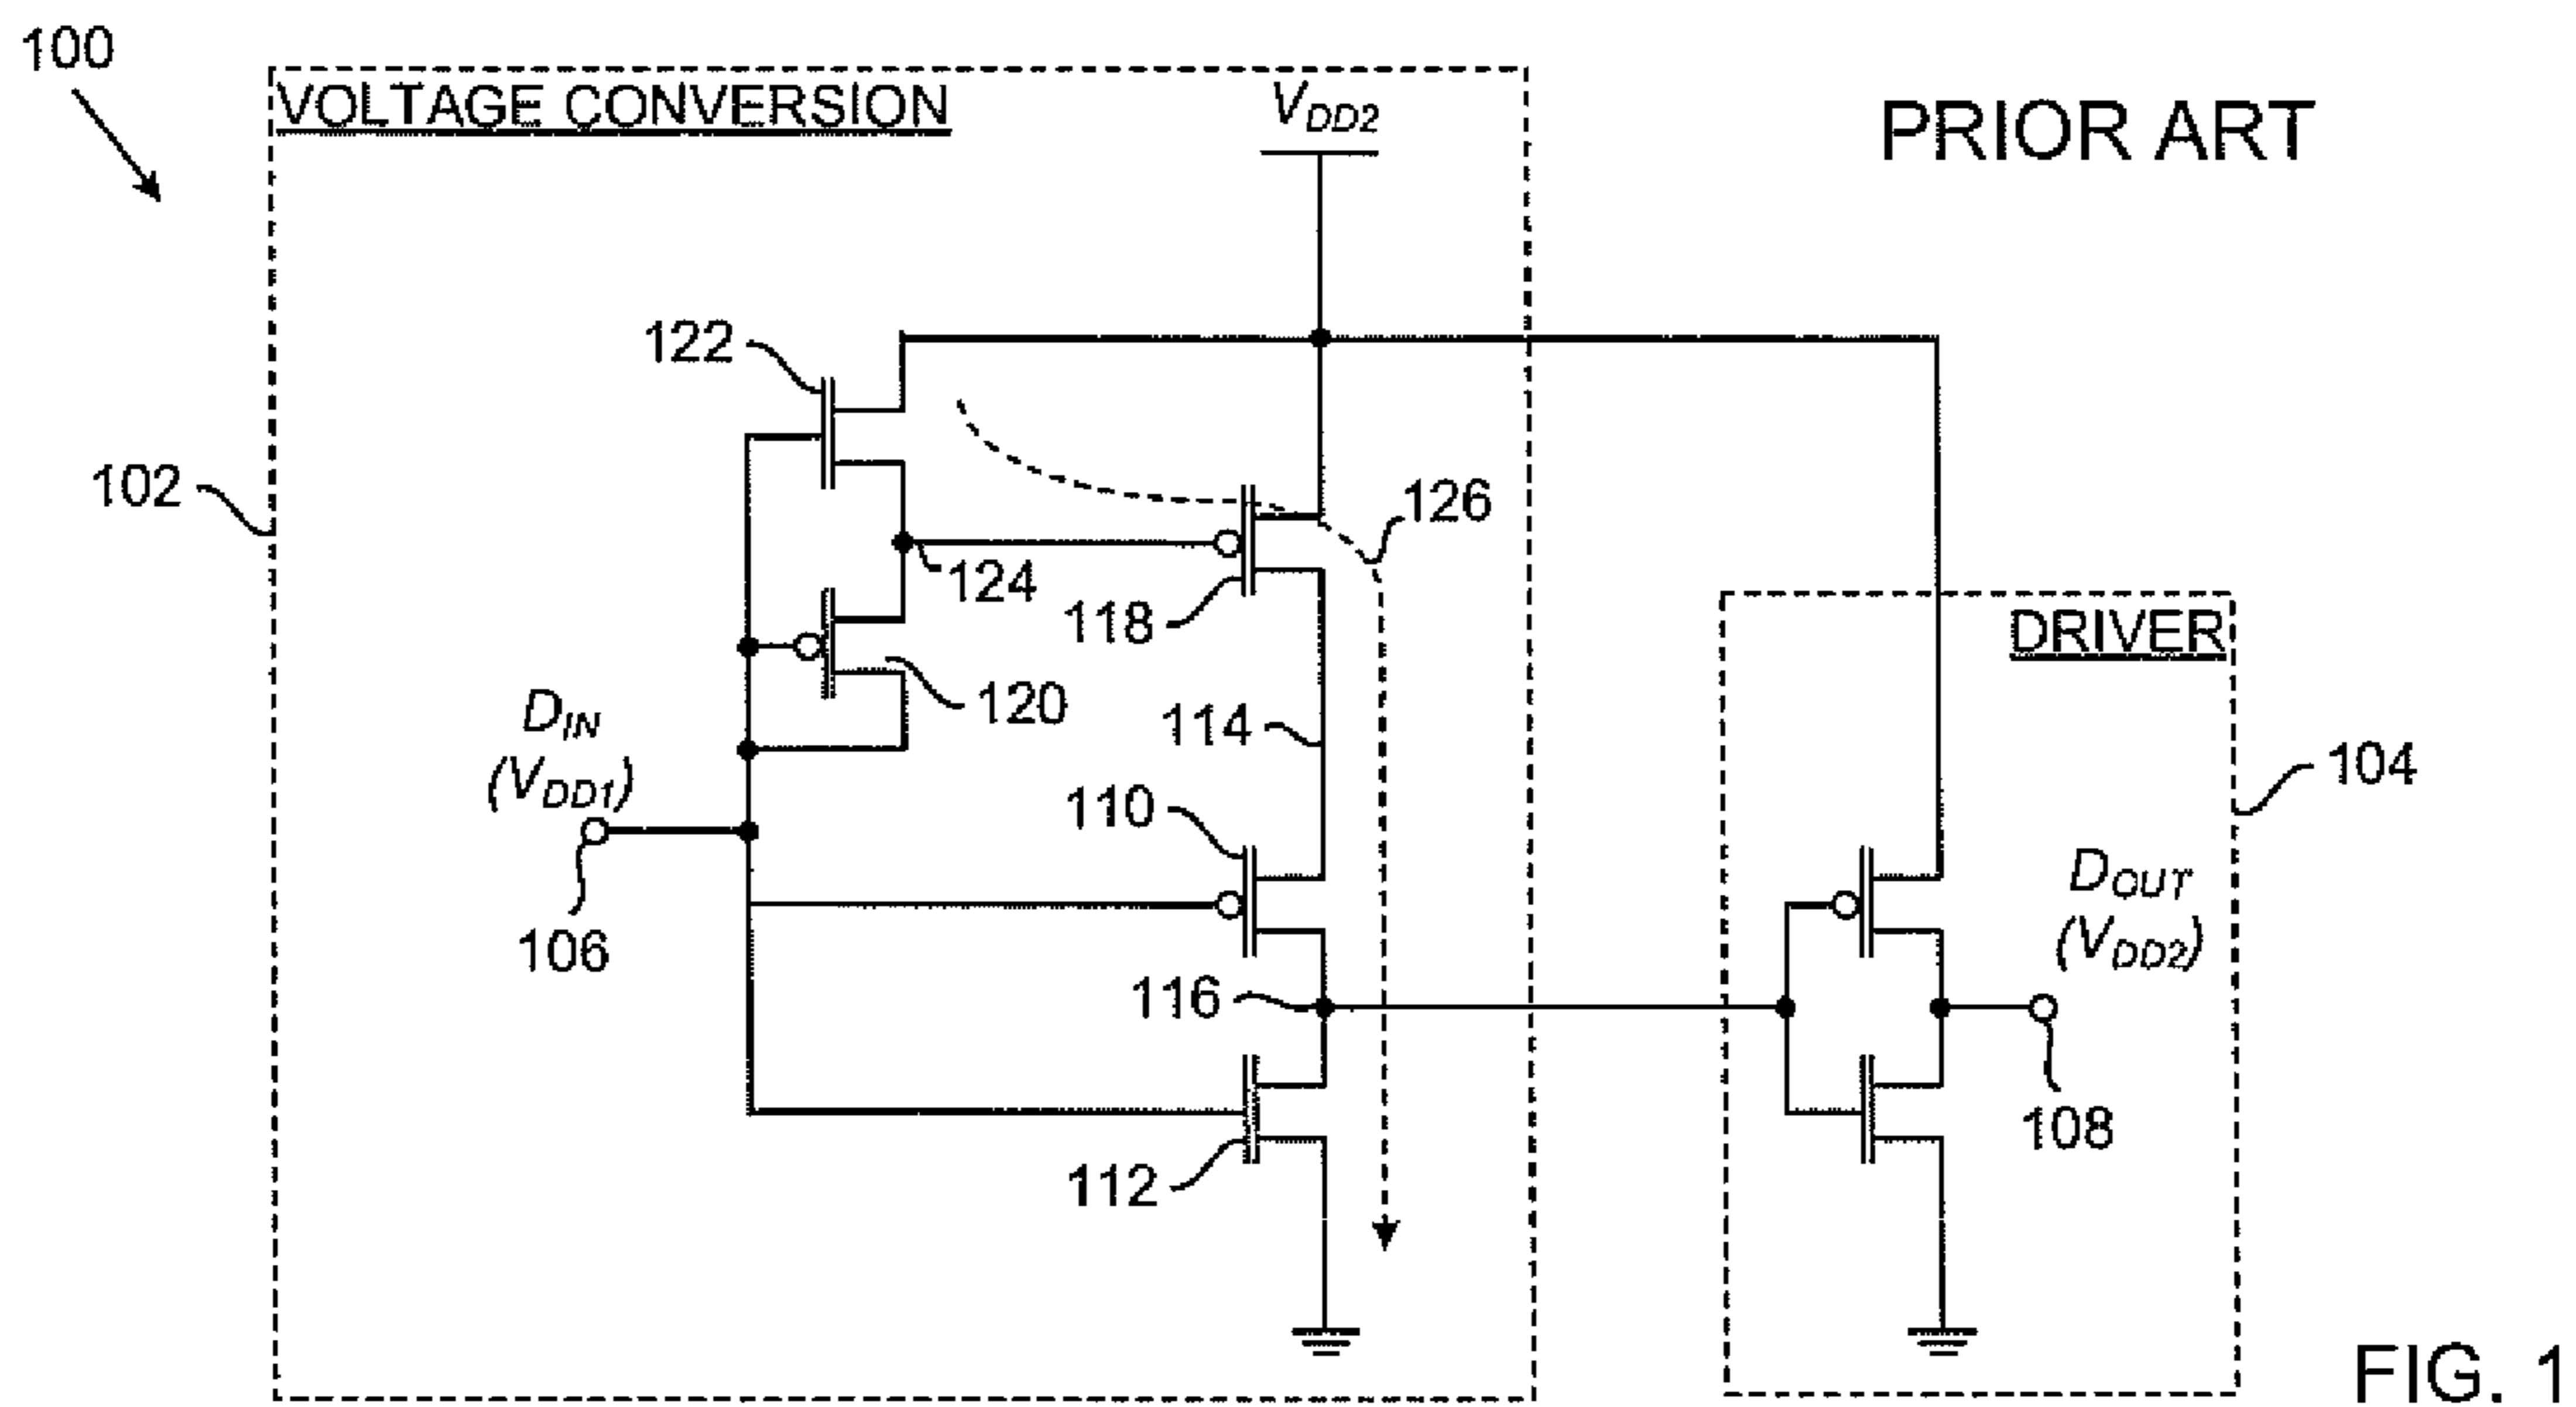 100
VOLTAGE CONVERSION
VDD2
PRIOR ART
122
102
126
124
118
DRIVER
120
DIN
(VDD1)
114
104
110
DOUT
(VDD2)
106
116
108
112
FIG. 1